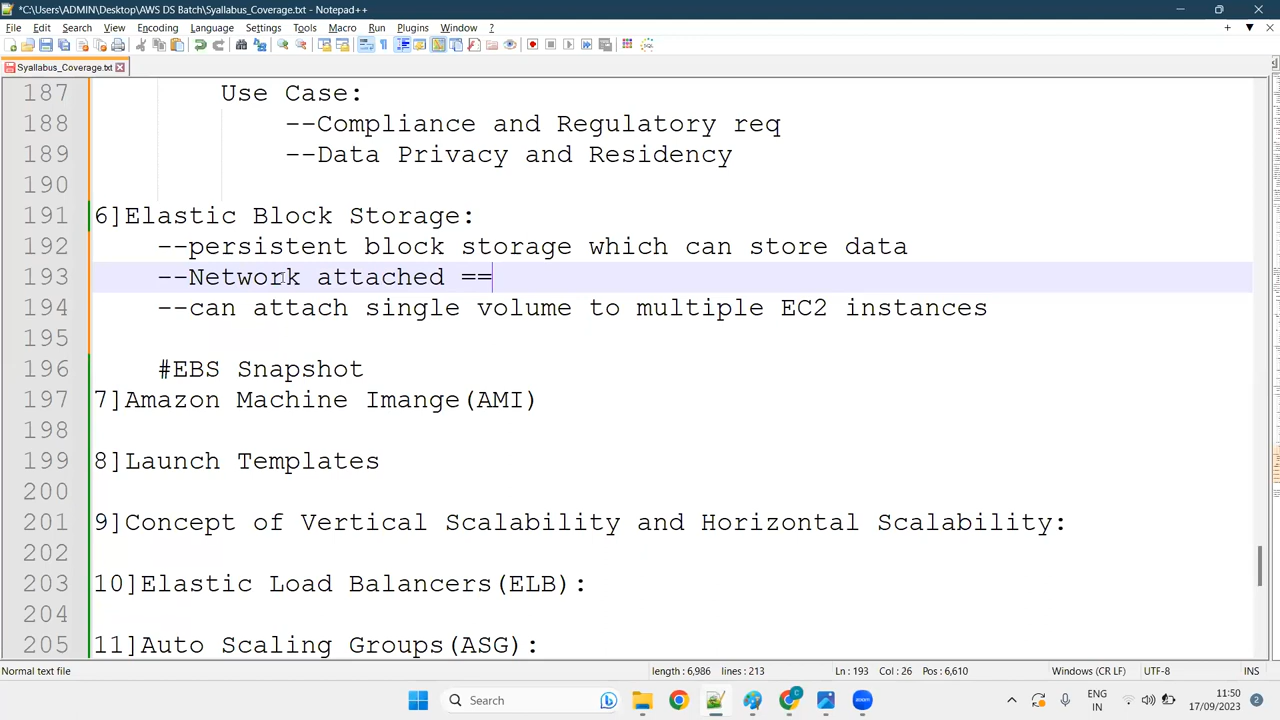 *C:\Users\ADMIN\Desktop\AWS DS Batch\Syallabus_Coverage.txt - Notepad++
File Edit Search View Encoding Language Settings Tools Macro Run Plugins Window ?
Syallabus_Coverage.txt
187 Use Case:
188 --Compliance and Regulatory req
189 --Data Privacy and Residency
190
191 6]Elastic Block Storage:
192 --persistent block storage which can store data
193 --Network attached ==
194 --can attach single volume to multiple EC2 instances
195
196 #EBS Snapshot
197 7]Amazon Machine Imange(AMI)
198
199 8]Launch Templates
200
201 9]Concept of Vertical Scalability and Horizontal Scalability:
202
203 10]Elastic Load Balancers(ELB):
204
205 11]Auto Scaling Groups(ASG):
Normal text file length : 6,986 lines : 213 Ln : 193 Col : 26 Pos : 6,610 Windows (CR LF) UTF-8 INS
Search ENG 11:50
IN 17/09/2023